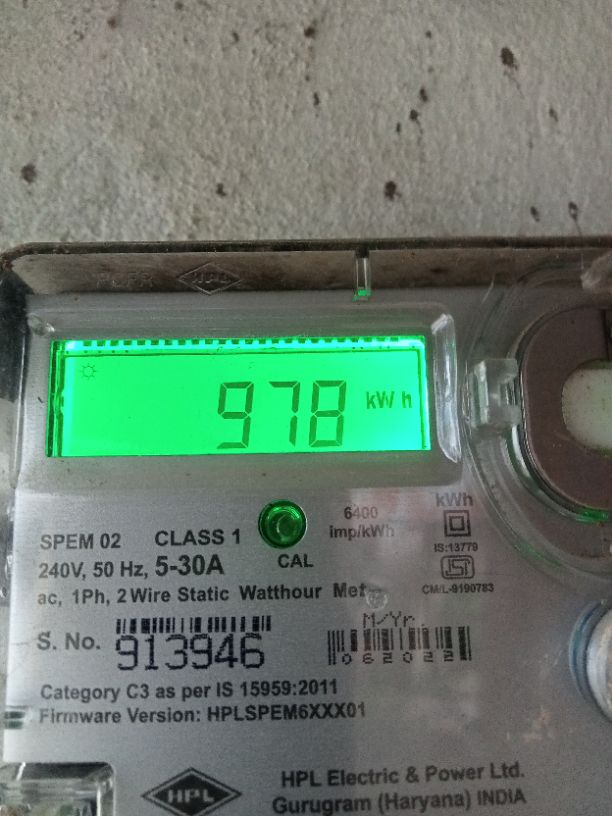 HPL
978 kWh
SPEM 02 CLASS 1
6400
imp/kWh
kWh
240V, 50 Hz, 5-30A
CAL
IS:13779
ISI
CM/L-9190783
ac, 1Ph, 2 Wire Static Watthour
S. No. 913946
M/Yr.
062022
Category C3 as per IS 15959:2011
Firmware Version: HPLSPEM6XXX01
HPL
HPL Electric & Power Ltd.
Gurugram (Haryana) INDIA